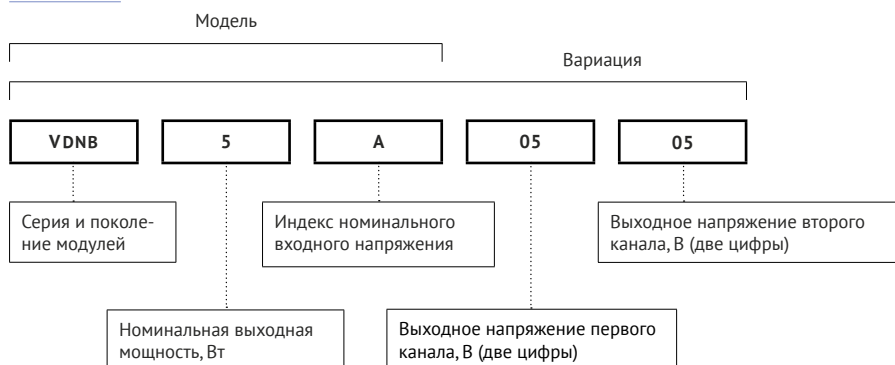 Модель
Вариация
VDNB
5
А
05
05
Серия и поколе-
ние модулей
Индекс номинального
входного напряжения
Выходное напряжение второго
канала, В (две цифры)
Номинальная выходная
мощность, Вт
Выходное напряжение первого
канала, В (две цифры)